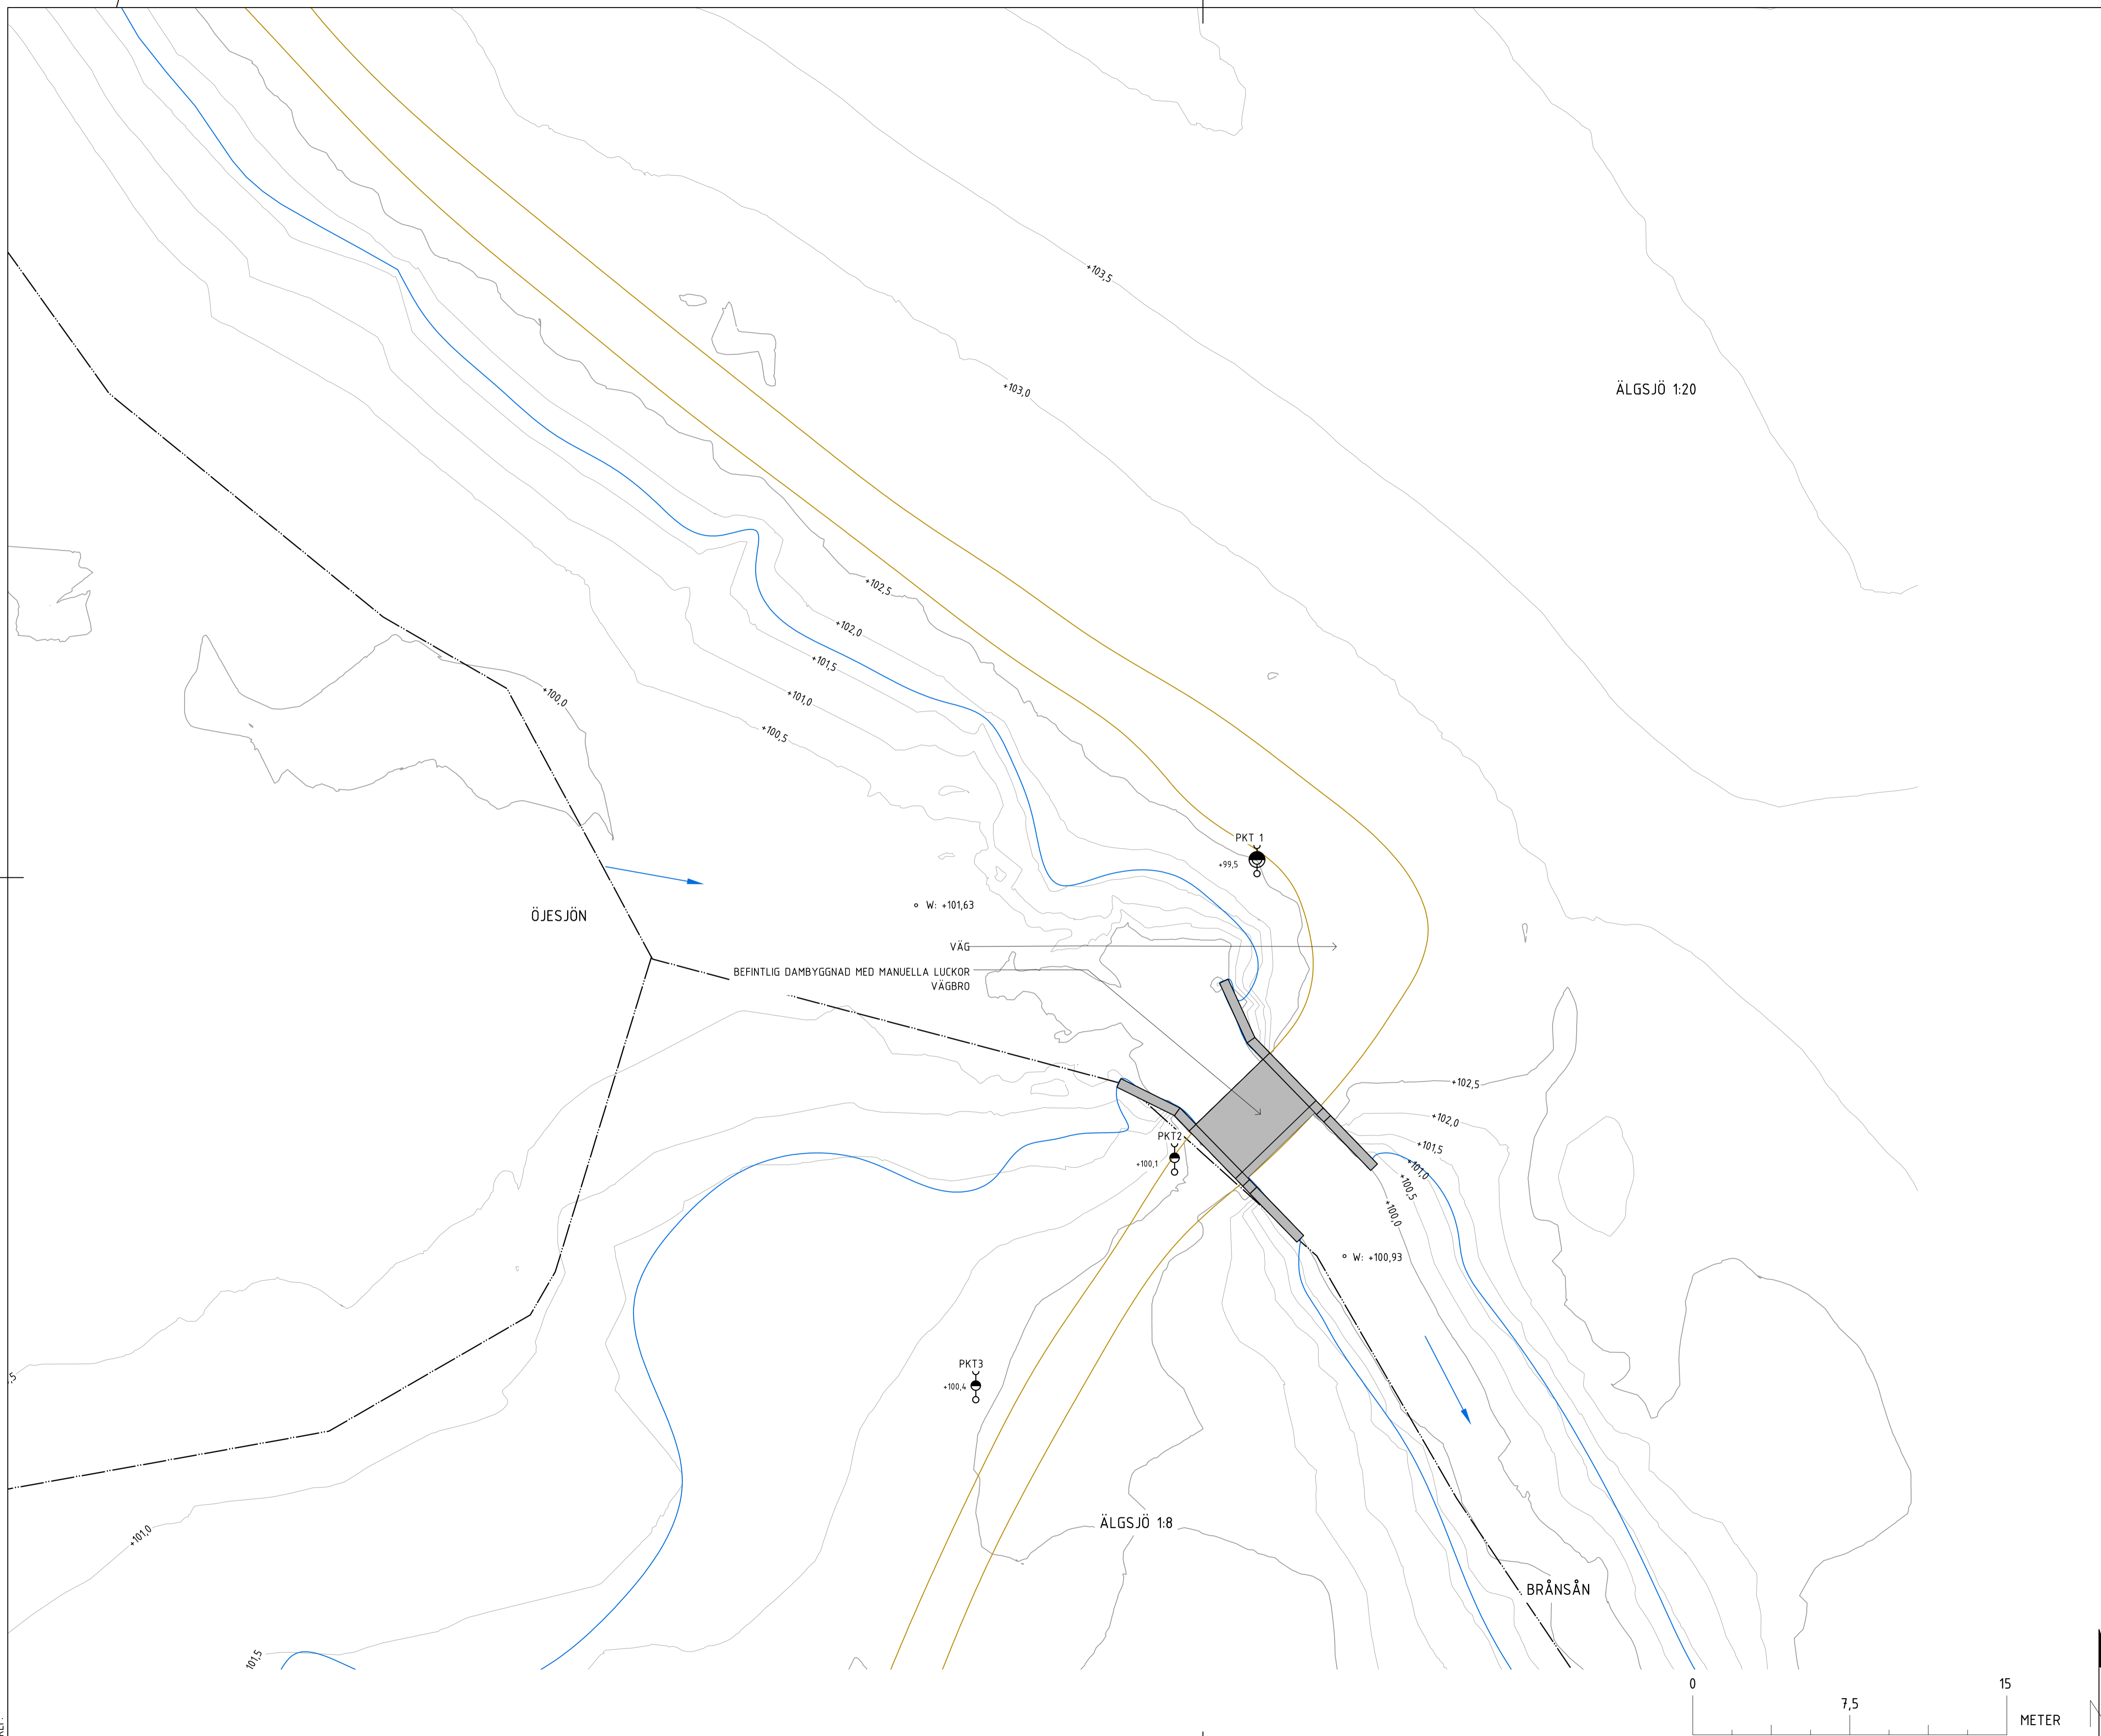 +103,5
+103,0
ÄLGSJÖ 1:20
+102,5
+102,0
+101,5
+101,0
+100,5
+100,0
PKT 1
+99,5
ÖJESJÖN
W: +101,63
VÄG
BEFINTLIG DAMBYGGNAD MED MANUELLA LUCKOR
VÄGBRO
+102,5
+102,0
+101,5
+101,0
+100,5
+100,0
PKT2
+100,1
W: +100,93
PKT3
+100,4
ÄLGSJÖ 1:8
+101,0
BRÅNSÅN
101,5
0
15
7,5
METER